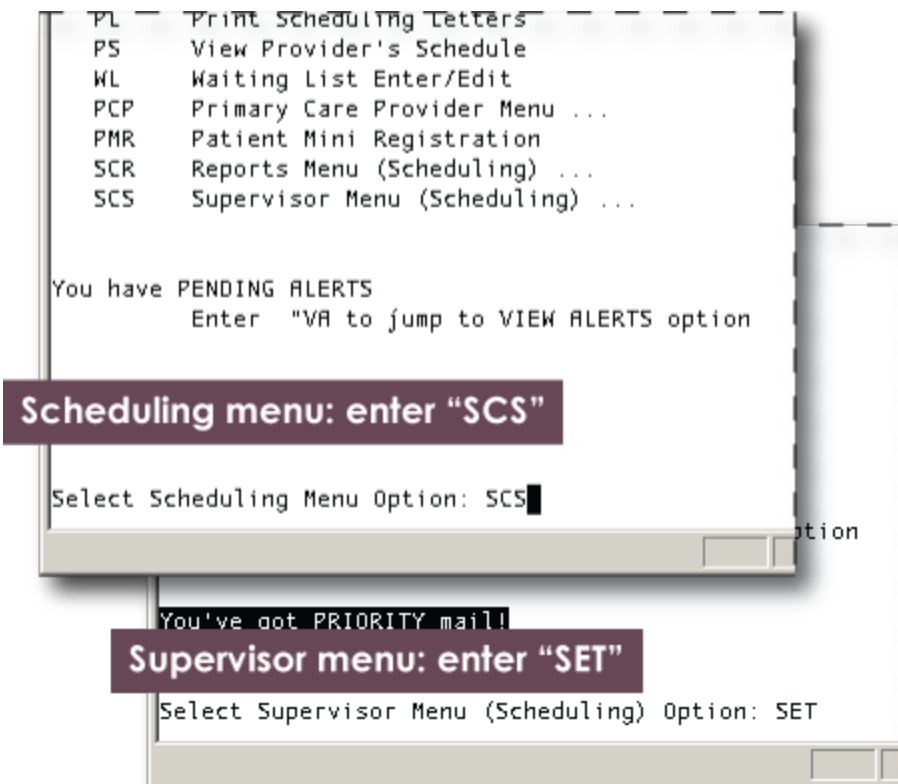 PL Print Scheduling Letters
PS View Provider's Schedule
WL Waiting List Enter/Edit
PCP Primary Care Provider Menu ...
PMR Patient Mini Registration
SCR Reports Menu (Scheduling) ...
SCS Supervisor Menu (Scheduling) ...
You have PENDING ALERTS
Enter "VA to jump to VIEW ALERTS option
Scheduling menu: enter “SCS”
Select Scheduling Menu Option: SCS
ption
You've got PRIORITY mail!
Supervisor menu: enter “SET”
Select Supervisor Menu (Scheduling) Option: SET